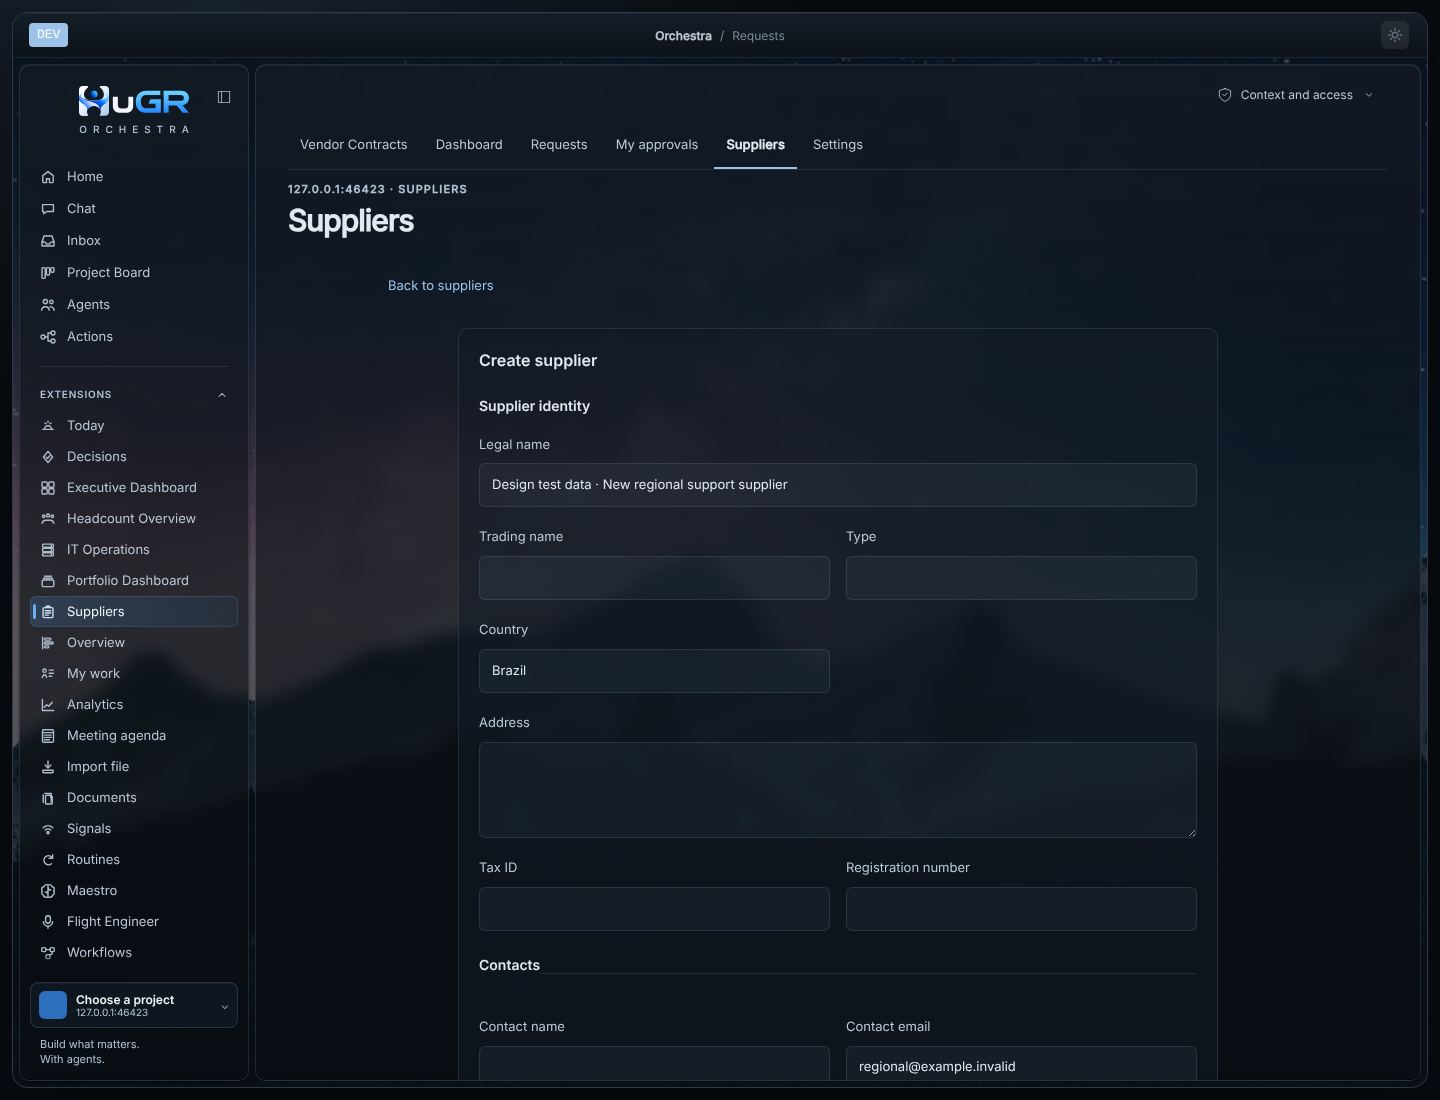 DEV
Orchestra / Requests
HuGR
ORCHESTRA
Context and access
Home
Chat
Inbox
Project Board
Agents
Actions
EXTENSIONS
Today
Decisions
Executive Dashboard
Headcount Overview
IT Operations
Portfolio Dashboard
Suppliers
Overview
My work
Analytics
Meeting agenda
Import file
Documents
Signals
Routines
Maestro
Flight Engineer
Workflows
Choose a project
127.0.0.1:46423
Build what matters.
With agents.
Vendor Contracts Dashboard Requests My approvals Suppliers Settings
127.0.0.1:46423 · SUPPLIERS
Suppliers
Back to suppliers
Create supplier
Supplier identity
Legal name
Design test data · New regional support supplier
Trading name Type
Country
Brazil
Address
Tax ID Registration number
Contacts
Contact name Contact email
regional@example.invalid